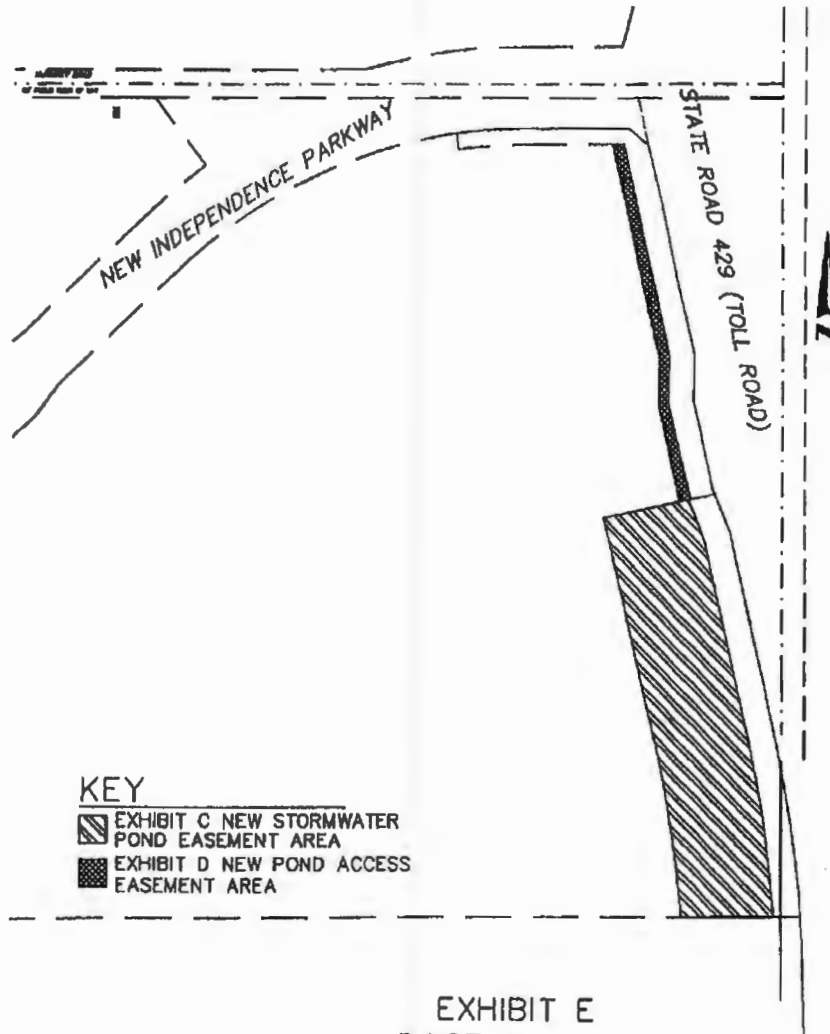 NEW INDEPENDENCE PARKWAY
STATE ROAD 429 (TOLL ROAD)
N
KEY
EXHIBIT C NEW STORMWATER
POND EASEMENT AREA
EXHIBIT D NEW POND ACCESS
EASEMENT AREA
EXHIBIT E